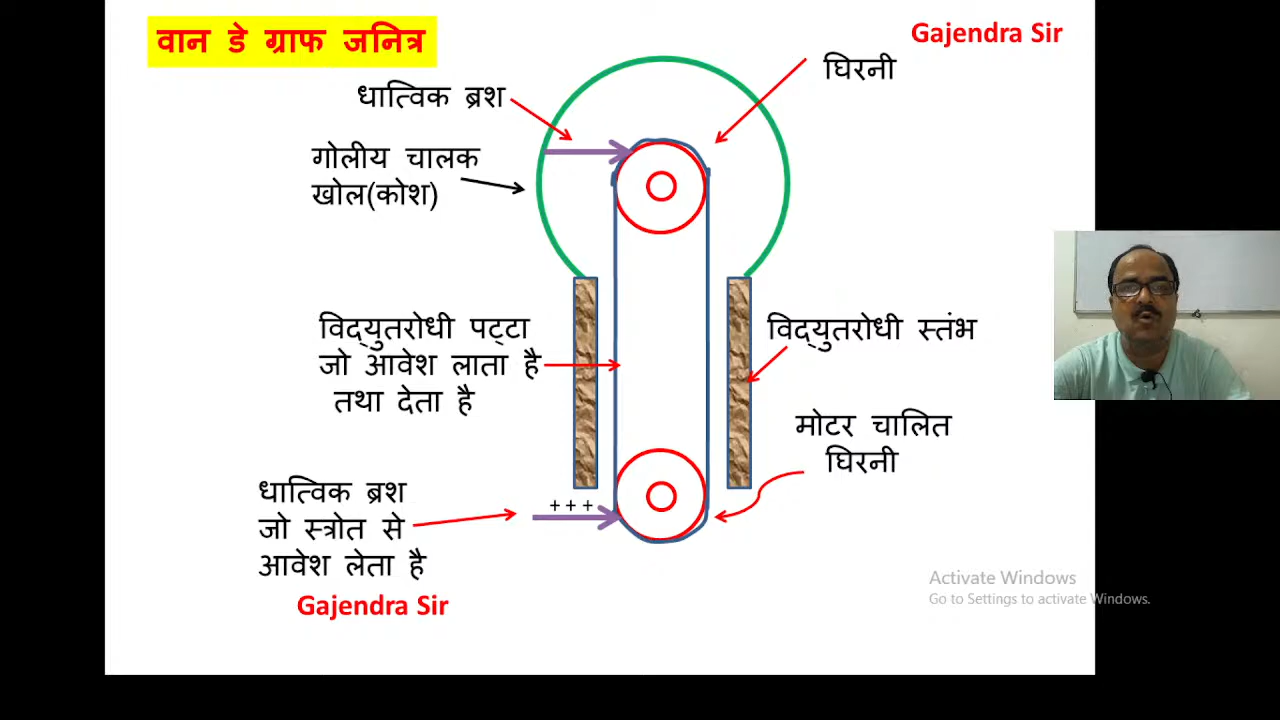 वान डे ग्राफ जनित्र
Gajendra Sir
घिरनी
धात्विक ब्रश
गोलीय चालक
खोल(कोश)
विद्‌युतरोधी पट्‌टा
जो आवेश लाता है
तथा देता है
विद्‌युतरोधी स्तंभ
मोटर चालित
घिरनी
धात्विक ब्रश
जो स्त्रोत से
आवेश लेता है
+ + +
Gajendra Sir
Activate Windows
Go to Settings to activate Windows.